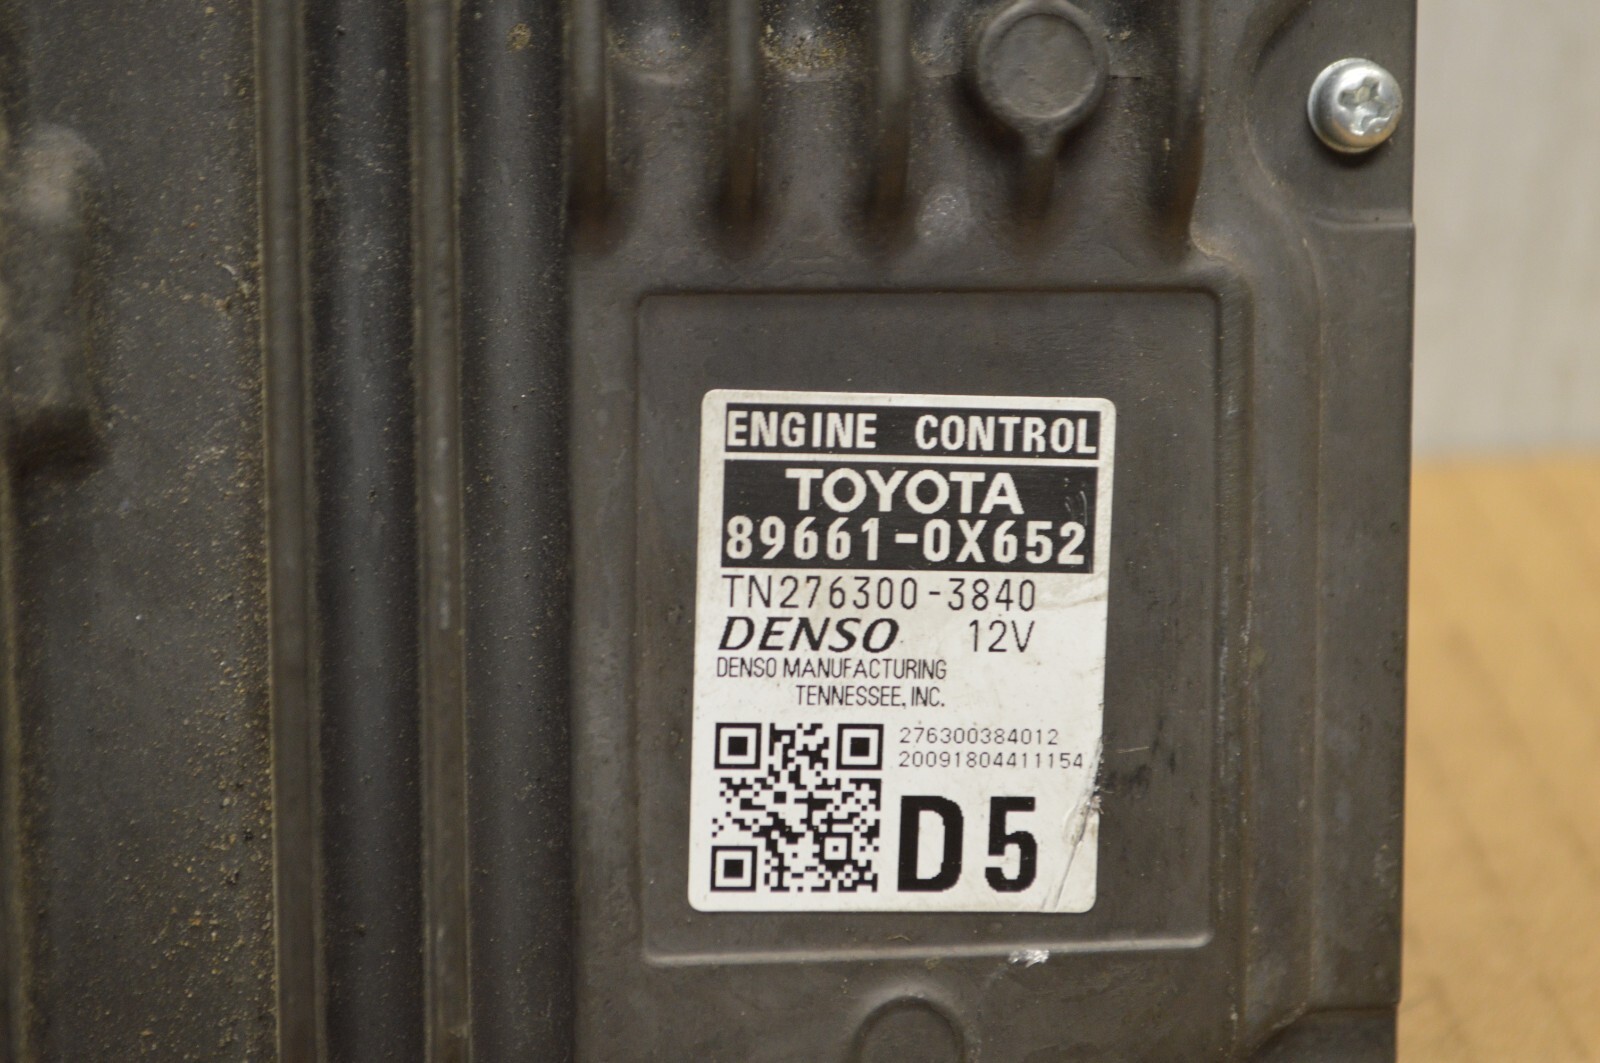 ENGINE CONTROL
TOYOTA
89661-0X652
TN276300-3840
DENSO 12V
DENSO MANUFACTURING
TENNESSEE, INC.
276300384012
20091804411154
D5